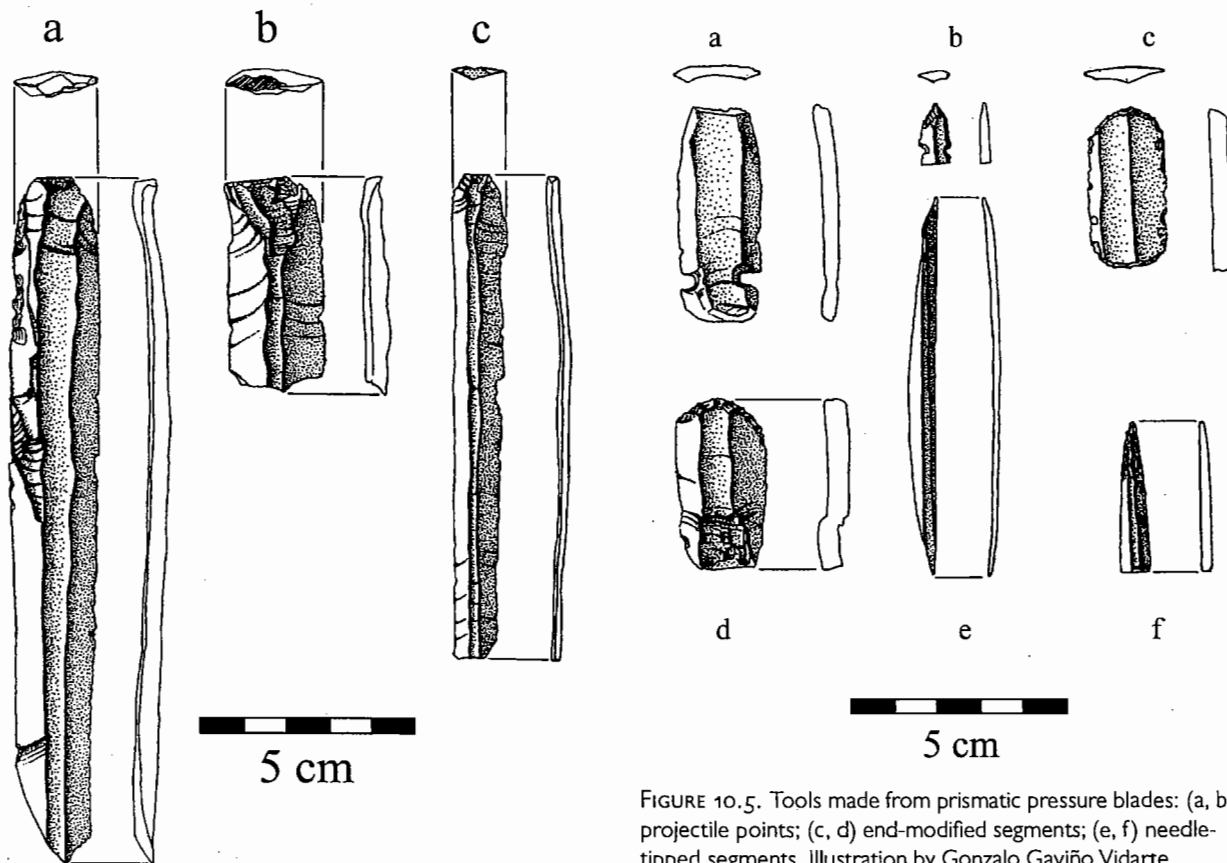 a
b
c
5 cm
a
b
c
d
e
f
5 cm
FIGURE 10.5. Tools made from prismatic pressure blades: (a, b
projectile points; (c, d) end-modified segments; (e, f) needle-
tipped segments. Illustration by Gonzalo Gaviño Vidarte